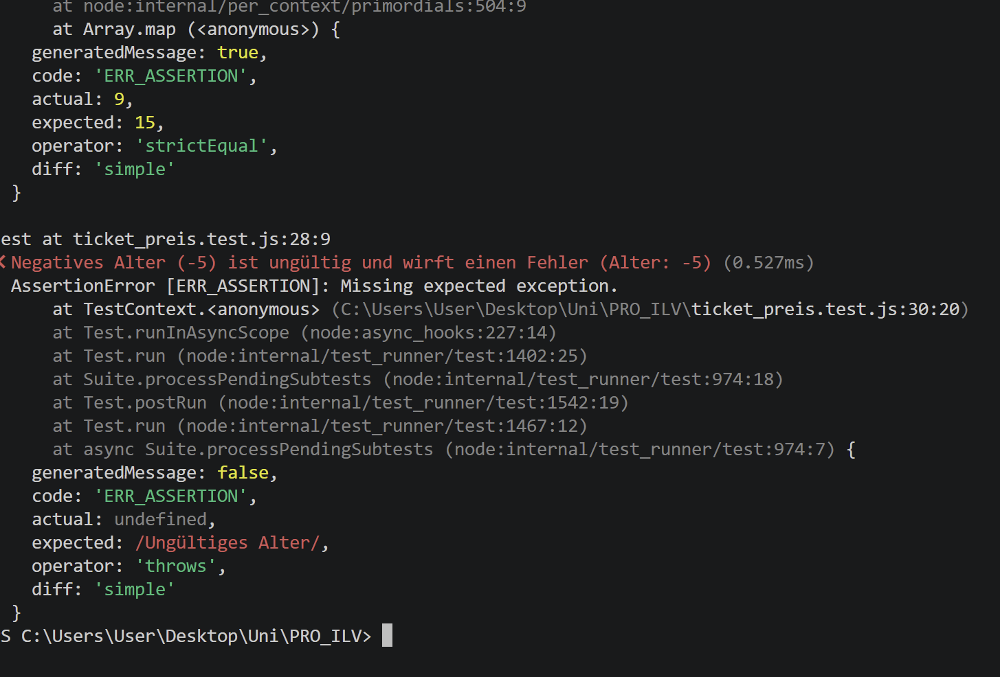 at node:internal/per_context/primordials:504:9
at Array.map (<anonymous>) {
generatedMessage: true,
code: 'ERR_ASSERTION',
actual: 9,
expected: 15,
operator: 'strictEqual',
diff: 'simple'
}
est at ticket_preis.test.js:28:9
✕ Negatives Alter (-5) ist ungültig und wirft einen Fehler (Alter: -5) (0.527ms)
AssertionError [ERR_ASSERTION]: Missing expected exception.
at TestContext.<anonymous> (C:\Users\User\Desktop\Uni\PRO_ILV\ticket_preis.test.js:30:20)
at Test.runInAsyncScope (node:async_hooks:227:14)
at Test.run (node:internal/test_runner/test:1402:25)
at Suite.processPendingSubtests (node:internal/test_runner/test:974:18)
at Test.postRun (node:internal/test_runner/test:1542:19)
at Test.run (node:internal/test_runner/test:1467:12)
at async Suite.processPendingSubtests (node:internal/test_runner/test:974:7) {
generatedMessage: false,
code: 'ERR_ASSERTION',
actual: undefined,
expected: /Ungültiges Alter/,
operator: 'throws',
diff: 'simple'
}
S C:\Users\User\Desktop\Uni\PRO_ILV>